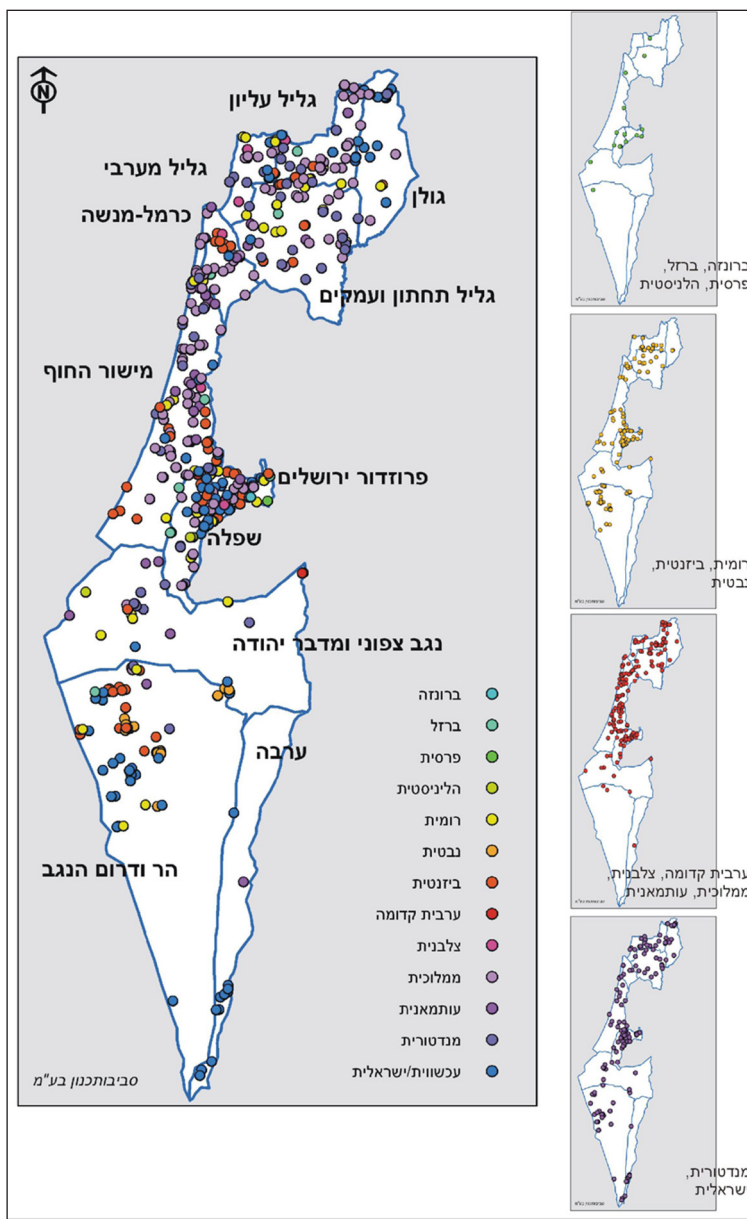 N
גליל עליון
גליל מערבי
גולן
כרמל-מנשה
גליל תחתון ועמקים
מישור החוף
פרוזדור ירושלים
שפלה
נגב צפוני ומדבר יהודה
ערבה
הר ודרום הנגב
ברונזה
ברזל
פרסית
הליניסטית
רומית
נבטית
ביזנטית
ערבית קדומה
צלבנית
ממלוכית
עותמאנית
מנדטורית
עכשווית/ישראלית
סביבותכנון בע"מ
ברונזה, ברזל,
פרסית, הלניסטית
רומית, ביזנטית,
נבטית
ערבית קדומה, צלבנית,
ממלוכית, עותמאנית
מנדטורית,
ישראלית